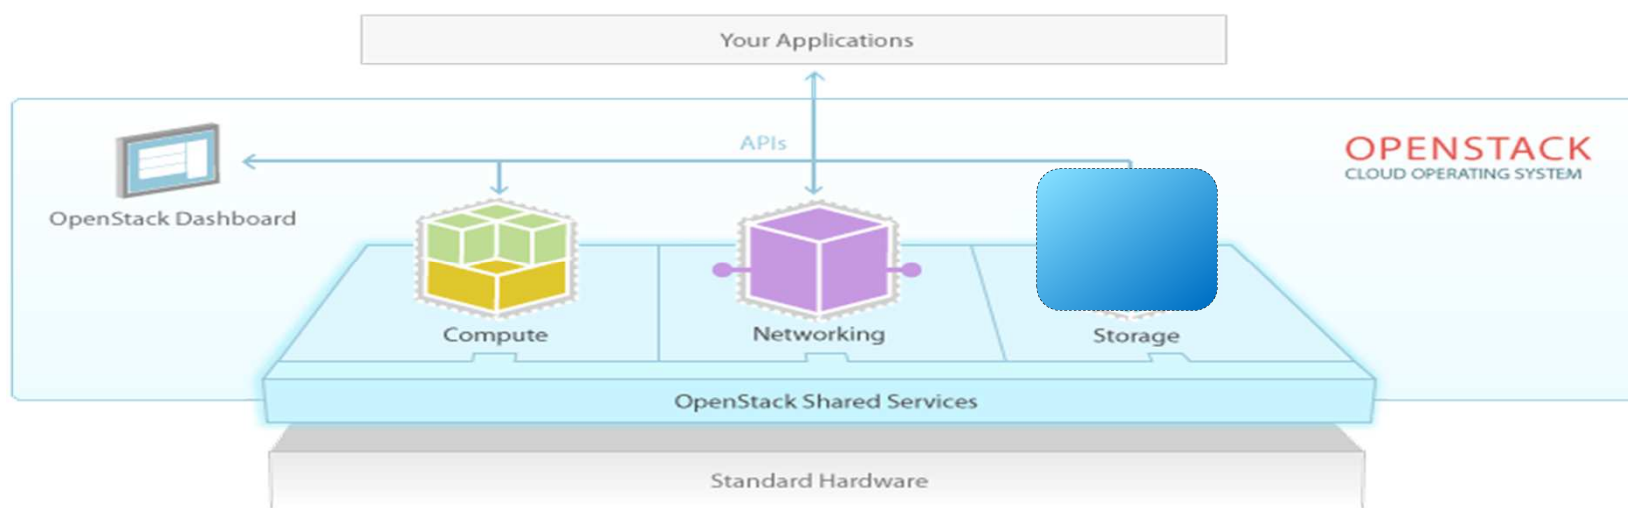 Your Applications
APIs
OPENSTACK
CLOUD OPERATING SYSTEM
OpenStack Dashboard
Compute
Networking
Storage
OpenStack Shared Services
Standard Hardware